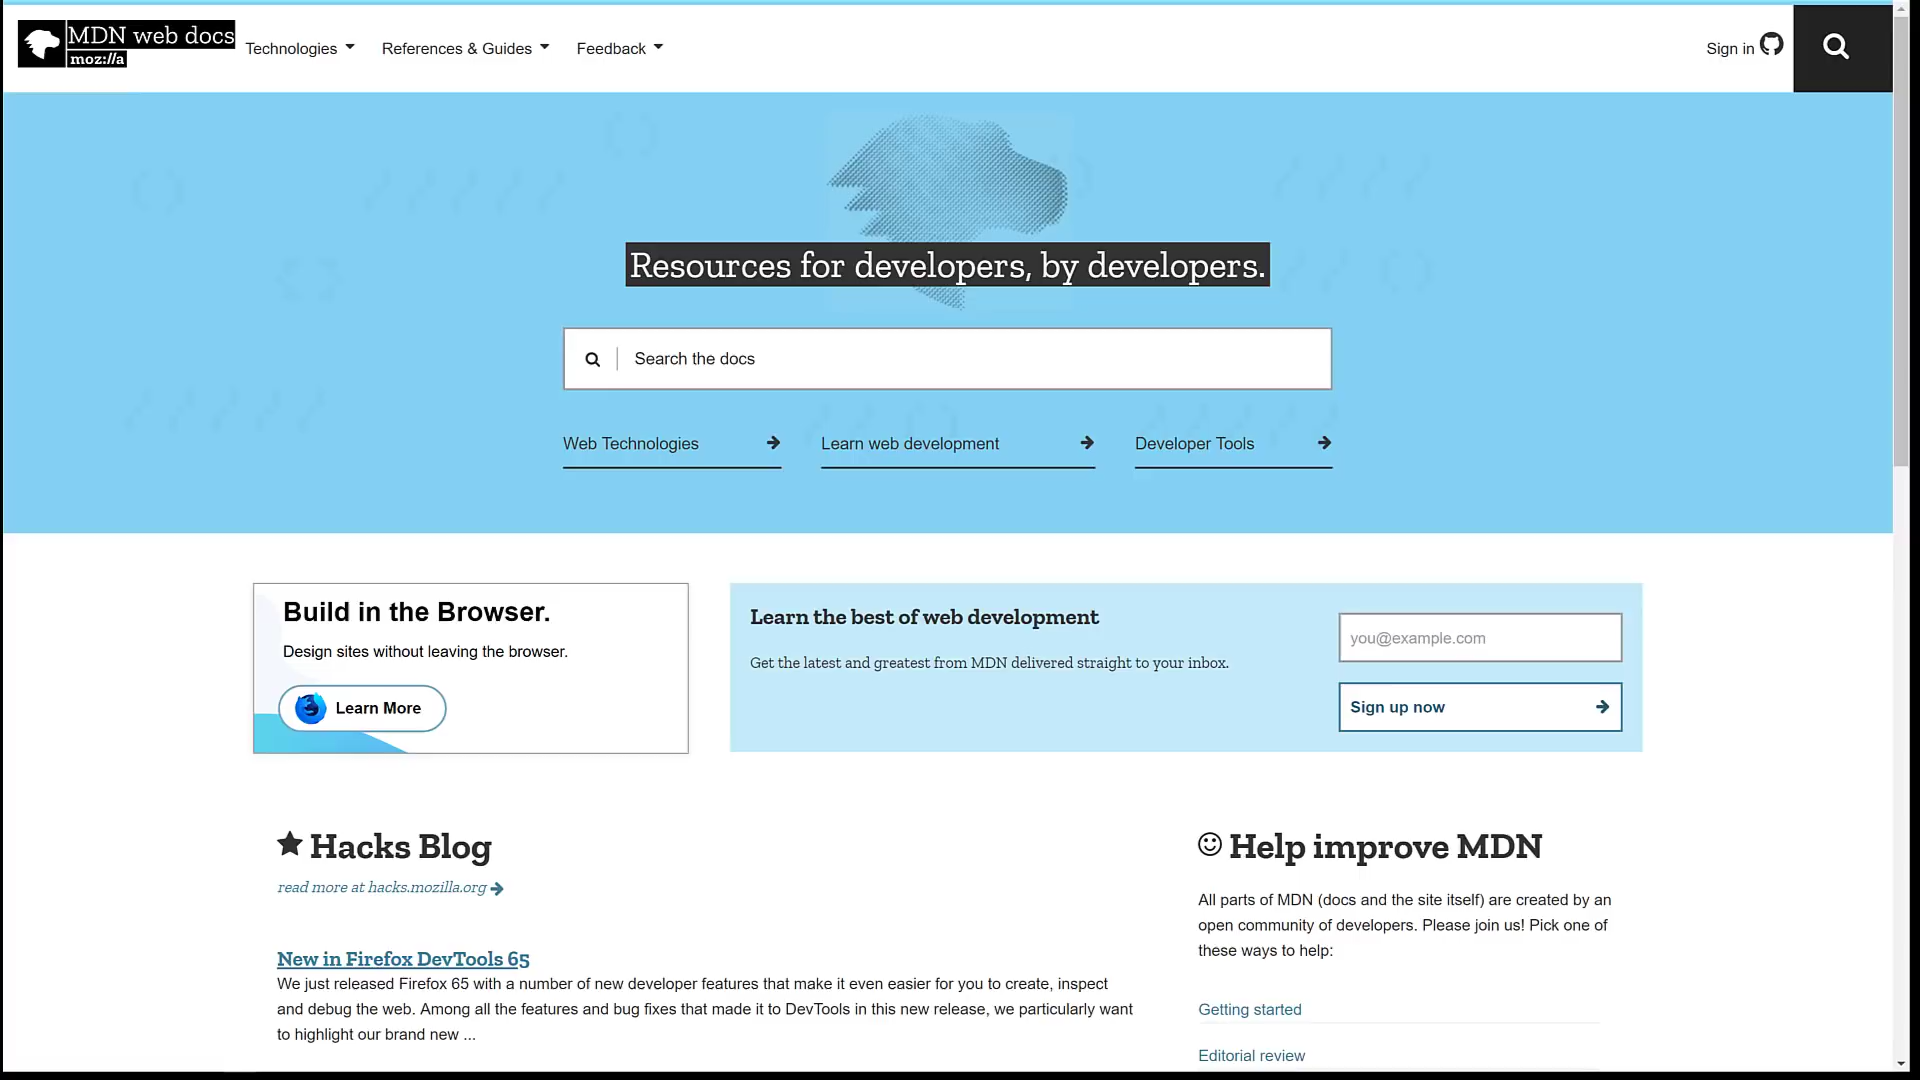 MDN web docs
moz://a
Technologies
References & Guides
Feedback
Sign in
Resources for developers, by developers.
Search the docs
Web Technologies
Learn web development
Developer Tools
Build in the Browser.
Design sites without leaving the browser.
Learn More
Learn the best of web development
Get the latest and greatest from MDN delivered straight to your inbox.
you@example.com
Sign up now
Hacks Blog
read more at hacks.mozilla.org
New in Firefox DevTools 65
We just released Firefox 65 with a number of new developer features that make it even easier for you to create, inspect
and debug the web. Among all the features and bug fixes that made it to DevTools in this new release, we particularly want
to highlight our brand new ...
Help improve MDN
All parts of MDN (docs and the site itself) are created by an
open community of developers. Please join us! Pick one of
these ways to help:
Getting started
Editorial review